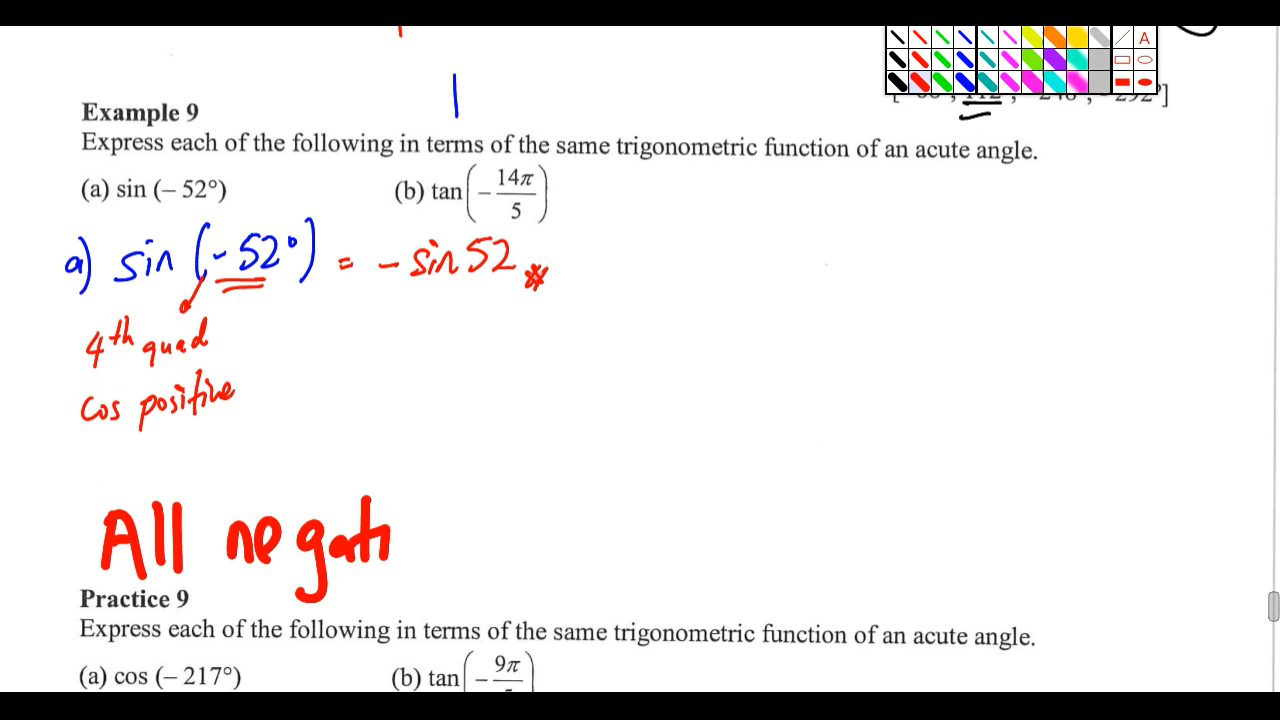 Example 9
Express each of the following in terms of the same trigonometric function of an acute angle.
(a) sin (– 52°) (b) tan(– 14π/5)
a) sin (-52°) = - sin 52
4th quad
cos positive
All negati
Practice 9
Express each of the following in terms of the same trigonometric function of an acute angle.
(a) cos (– 217°) (b) tan(– 9π